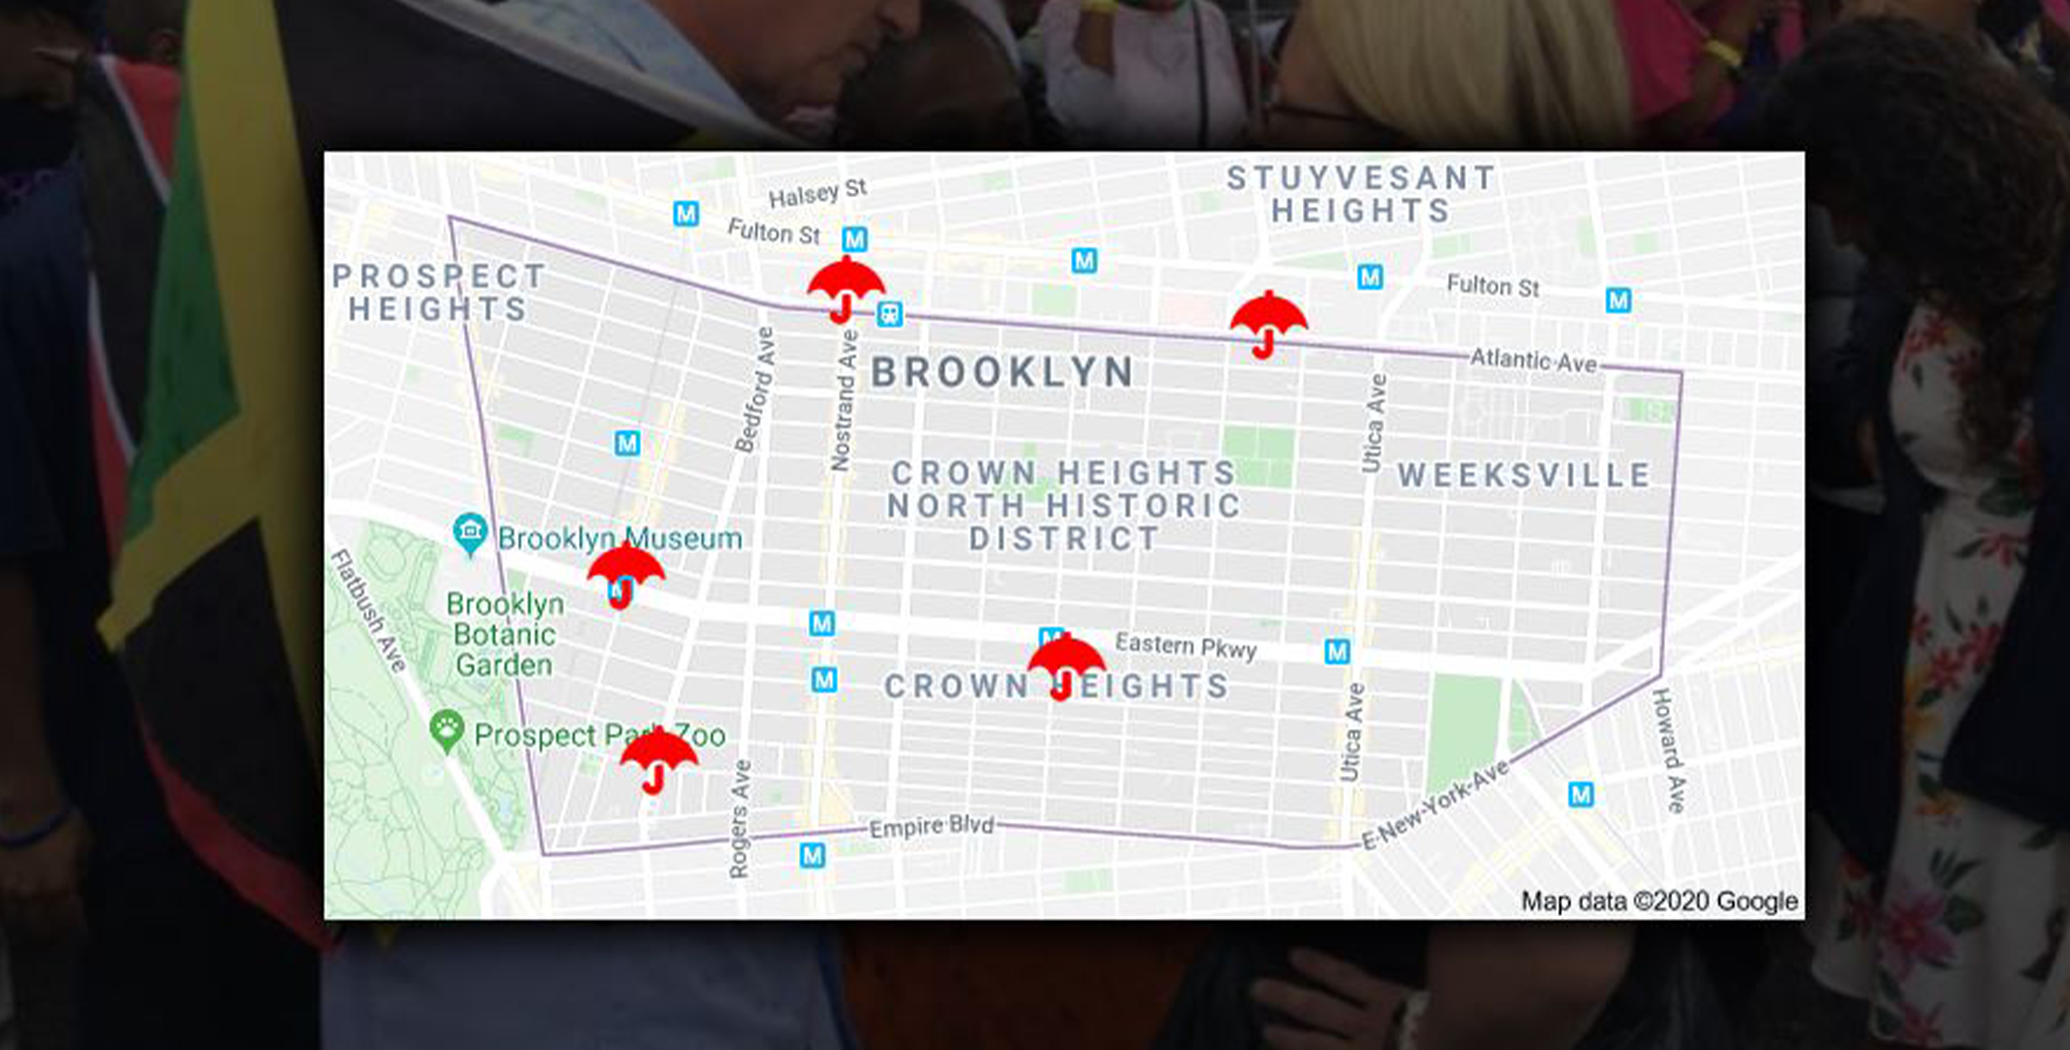 STUYVESANT
HEIGHTS
Halsey St
M
Fulton St
M
M
M
Fulton St
M
PROSPECT
HEIGHTS
Atlantic Ave
BROOKLYN
Bedford Ave
Nostrand Ave
Utica Ave
M
CROWN HEIGHTS
NORTH HISTORIC
DISTRICT
WEEKSVILLE
Brooklyn Museum
Flatbush Ave
Brooklyn
Botanic
Garden
M
M
M
Eastern Pkwy
M
M
CROWN HEIGHTS
Utica Ave
Howard Ave
Prospect Park Zoo
Rogers Ave
Empire Blvd
E New York Ave
M
M
Map data ©2020 Google